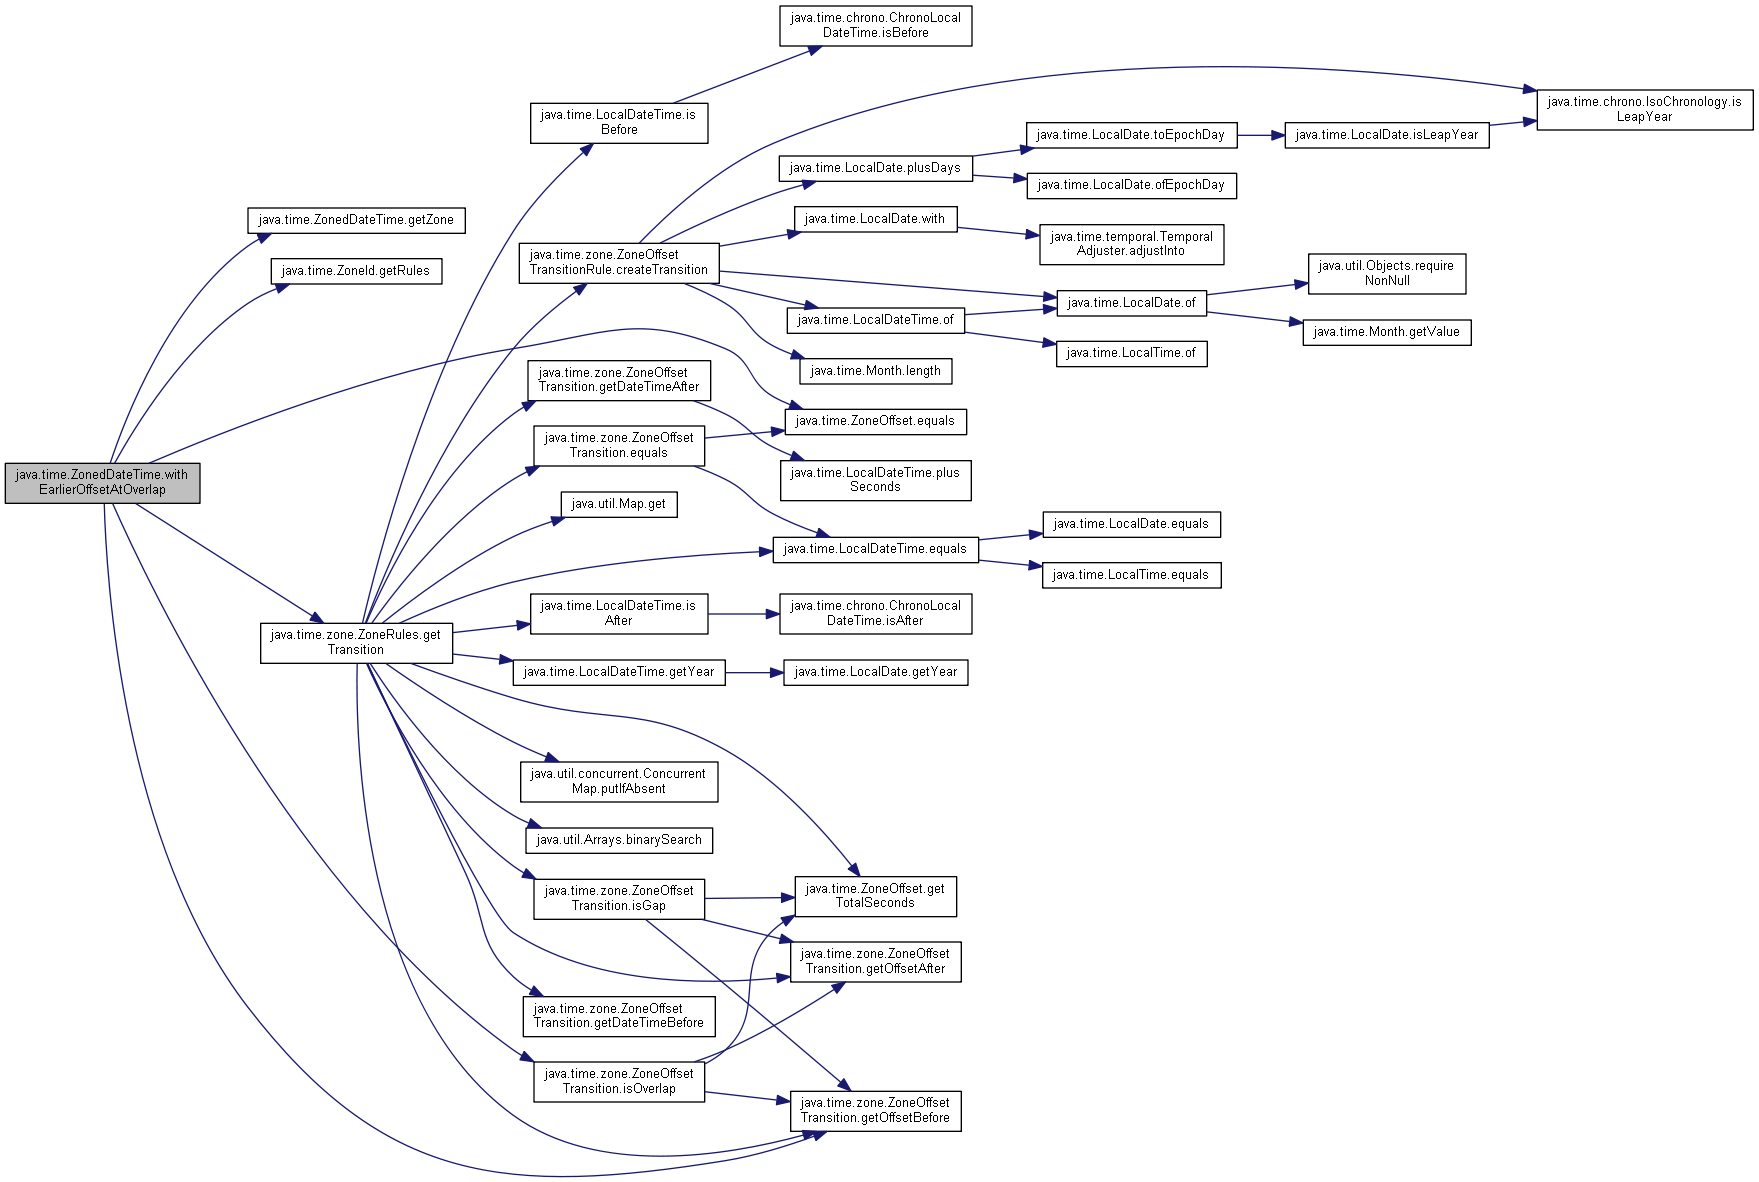 java.time.chrono.ChronoLocal
DateTime.isBefore
java.time.LocalDateTime.is
Before
java.time.chrono.IsoChronology.is
LeapYear
java.time.LocalDate.toEpochDay
java.time.LocalDate.isLeapYear
java.time.LocalDate.plusDays
java.time.LocalDate.ofEpochDay
java.time.ZonedDateTime.getZone
java.time.LocalDate.with
java.time.temporal.Temporal
Adjuster.adjustInto
java.time.ZoneId.getRules
java.time.zone.ZoneOffset
TransitionRule.createTransition
java.util.Objects.require
NonNull
java.time.LocalDate.of
java.time.LocalDateTime.of
java.time.Month.getValue
java.time.LocalTime.of
java.time.Month.length
java.time.zone.ZoneOffset
Transition.getDateTimeAfter
java.time.ZoneOffset.equals
java.time.zone.ZoneOffset
Transition.equals
java.time.ZonedDateTime.with
EarlierOffsetAtOverlap
java.time.LocalDateTime.plus
Seconds
java.util.Map.get
java.time.LocalDate.equals
java.time.LocalDateTime.equals
java.time.LocalTime.equals
java.time.LocalDateTime.is
After
java.time.chrono.ChronoLocal
DateTime.isAfter
java.time.zone.ZoneRules.get
Transition
java.time.LocalDateTime.getYear
java.time.LocalDate.getYear
java.util.concurrent.Concurrent
Map.putIfAbsent
java.util.Arrays.binarySearch
java.time.zone.ZoneOffset
Transition.isGap
java.time.ZoneOffset.get
TotalSeconds
java.time.zone.ZoneOffset
Transition.getOffsetAfter
java.time.zone.ZoneOffset
Transition.getDateTimeBefore
java.time.zone.ZoneOffset
Transition.isOverlap
java.time.zone.ZoneOffset
Transition.getOffsetBefore